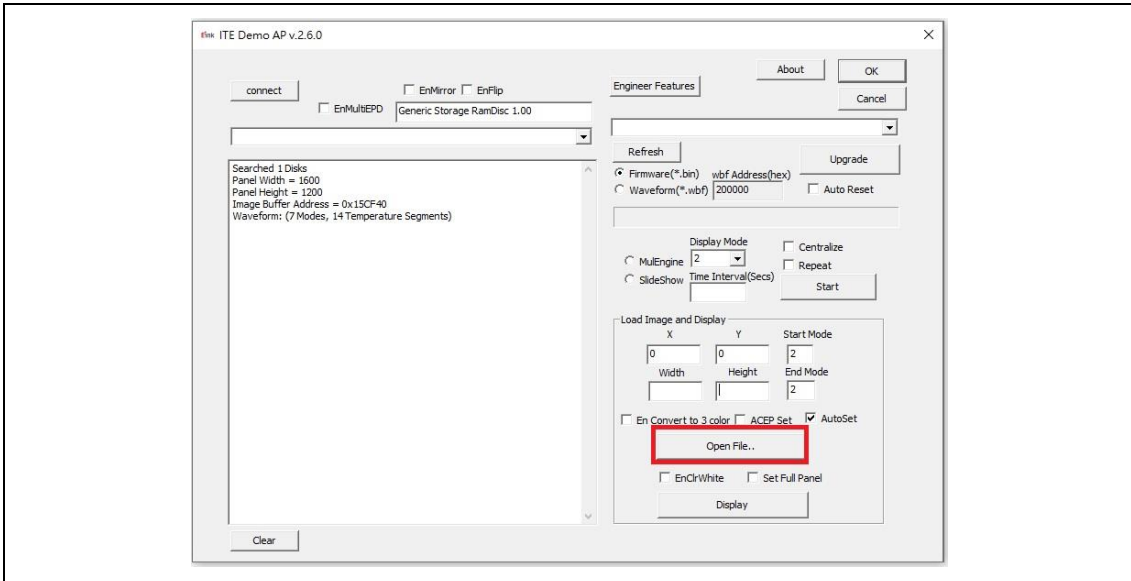 Eink ITE Demo AP v.2.6.0
connect
EnMirror EnFlip
EnMultiEPD
Generic Storage RamDisc 1.00
Searched 1 Disks
Panel Width = 1600
Panel Height = 1200
Image Buffer Address = 0x15CF40
Waveform: (7 Modes, 14 Temperature Segments)
Clear
About
OK
Engineer Features
Cancel
Refresh
Upgrade
Firmware(*.bin) wbf Address(hex)
Waveform(*.wbf) 200000 Auto Reset
Display Mode
Centralize
MulEngine 2
Repeat
SlideShow Time Interval(Secs)
Start
Load Image and Display
X Y Start Mode
0 0 2
Width Height End Mode
2
En Convert to 3 color ACEP Set AutoSet
Open File..
EnClrWhite Set Full Panel
Display